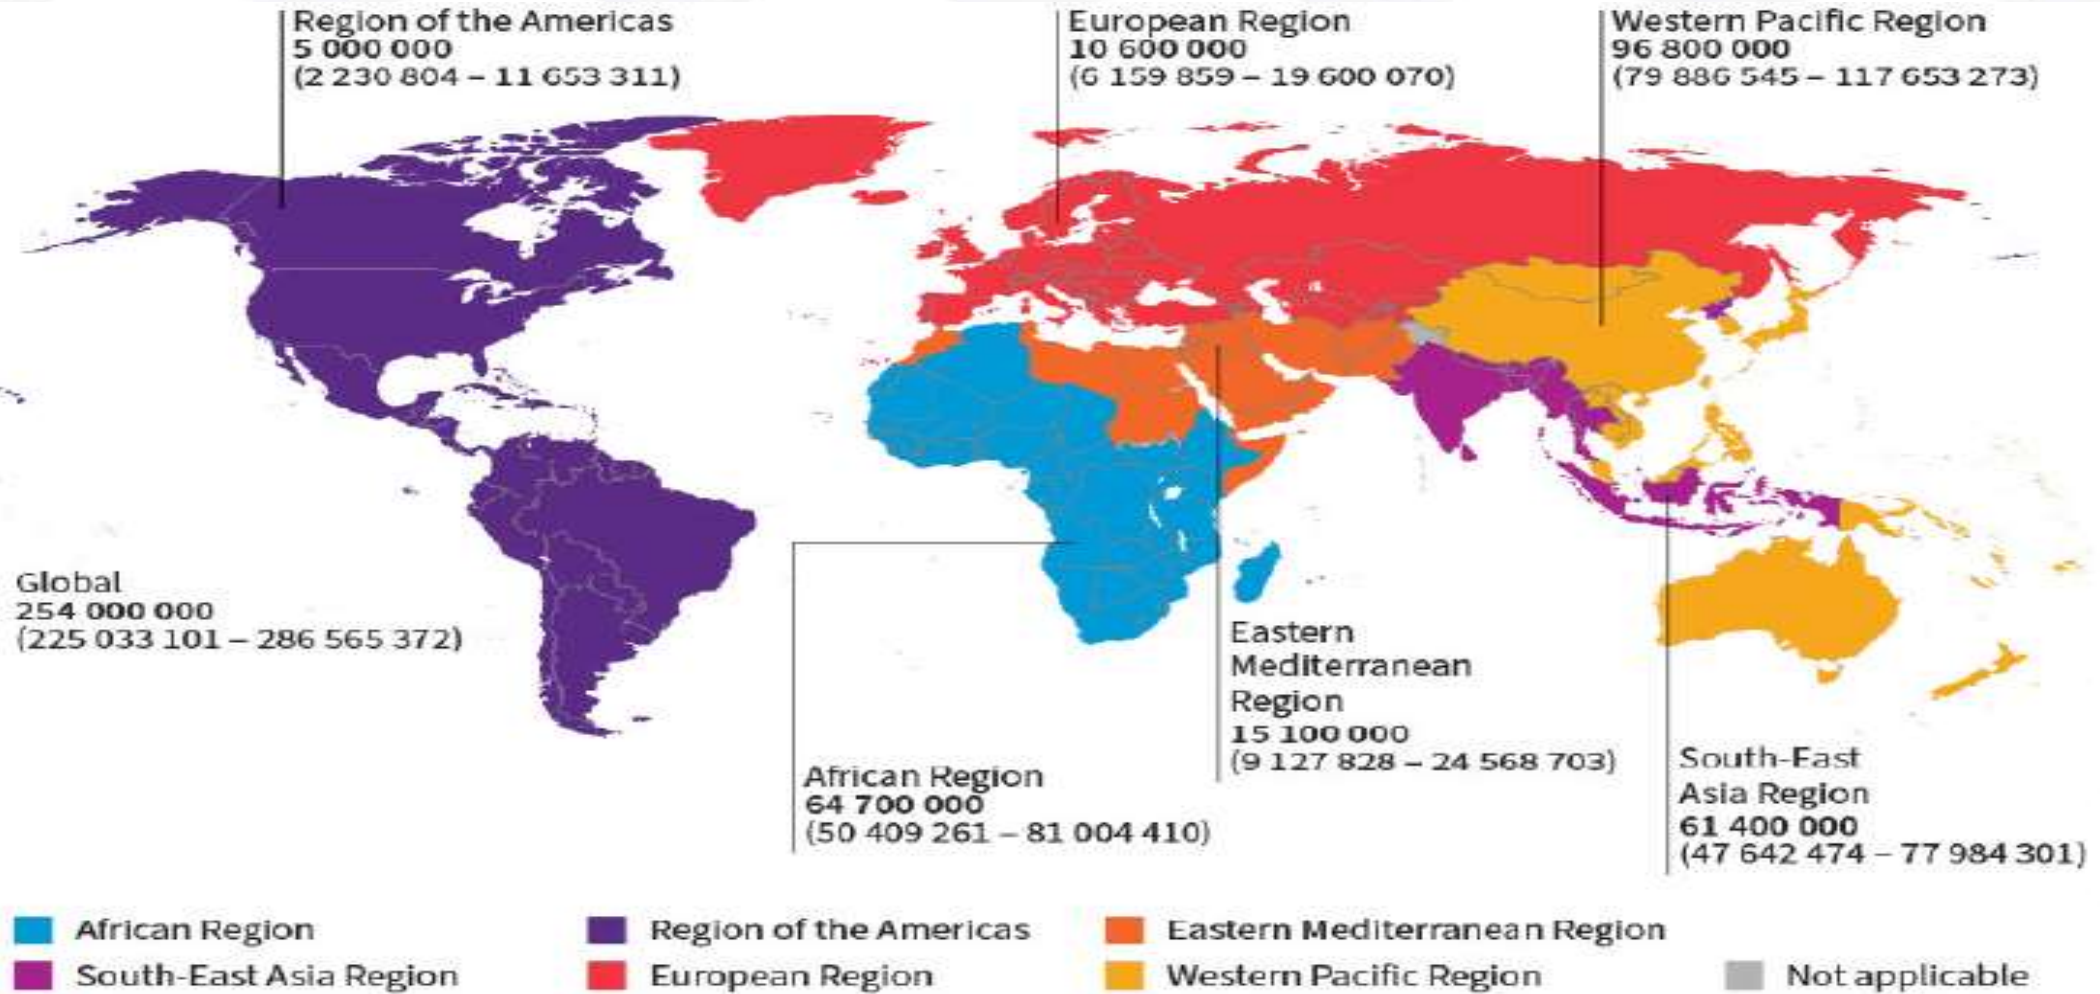 Region of the Americas
5 000 000
(2 230 804 – 11 653 311)
European Region
10 600 000
(6 159 859 – 19 600 070)
Western Pacific Region
96 800 000
(79 886 545 – 117 653 273)
Global
254 000 000
(225 033 101 – 286 565 372)
Eastern
Mediterranean
Region
15 100 000
(9 127 828 – 24 568 703)
African Region
64 700 000
(50 409 261 – 81 004 410)
South-East
Asia Region
61 400 000
(47 642 474 – 77 984 301)
African Region
Region of the Americas
Eastern Mediterranean Region
South-East Asia Region
European Region
Western Pacific Region
Not applicable